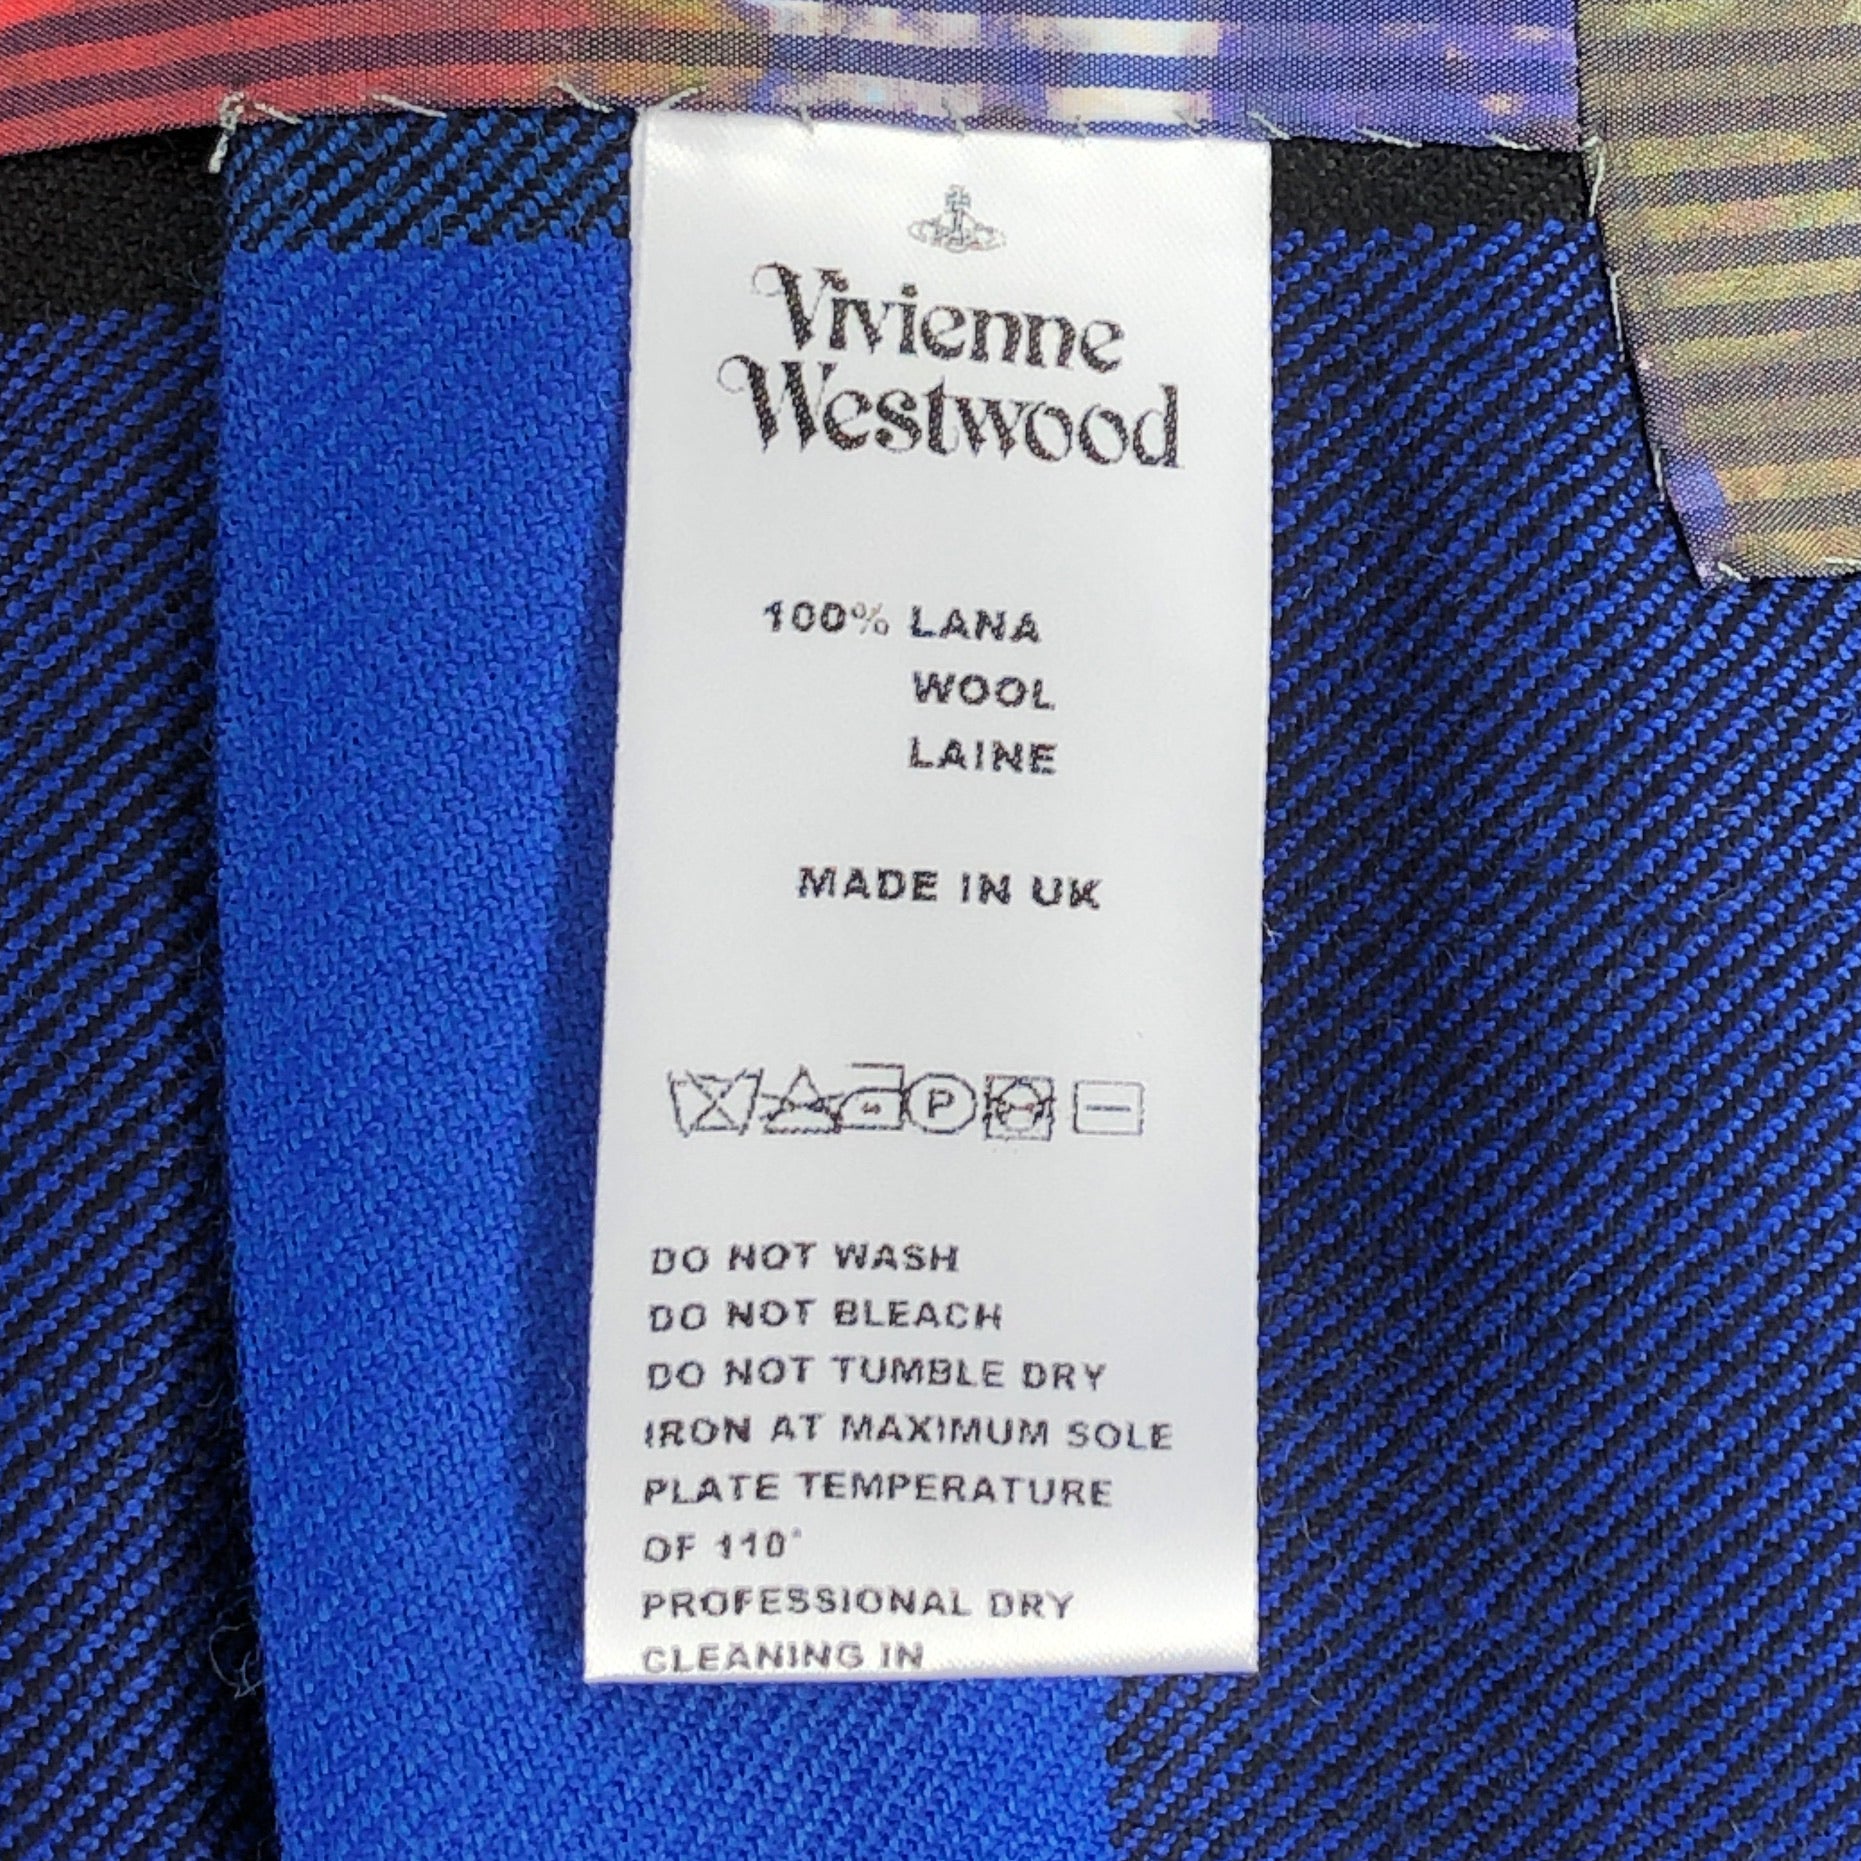 Vivienne
Westwood
100% LANA
WOOL
LAINE
MADE IN UK
P
DO NOT WASH
DO NOT BLEACH
DO NOT TUMBLE DRY
IRON AT MAXIMUM SOLE
PLATE TEMPERATURE
OF 110°
PROFESSIONAL DRY
CLEANING IN